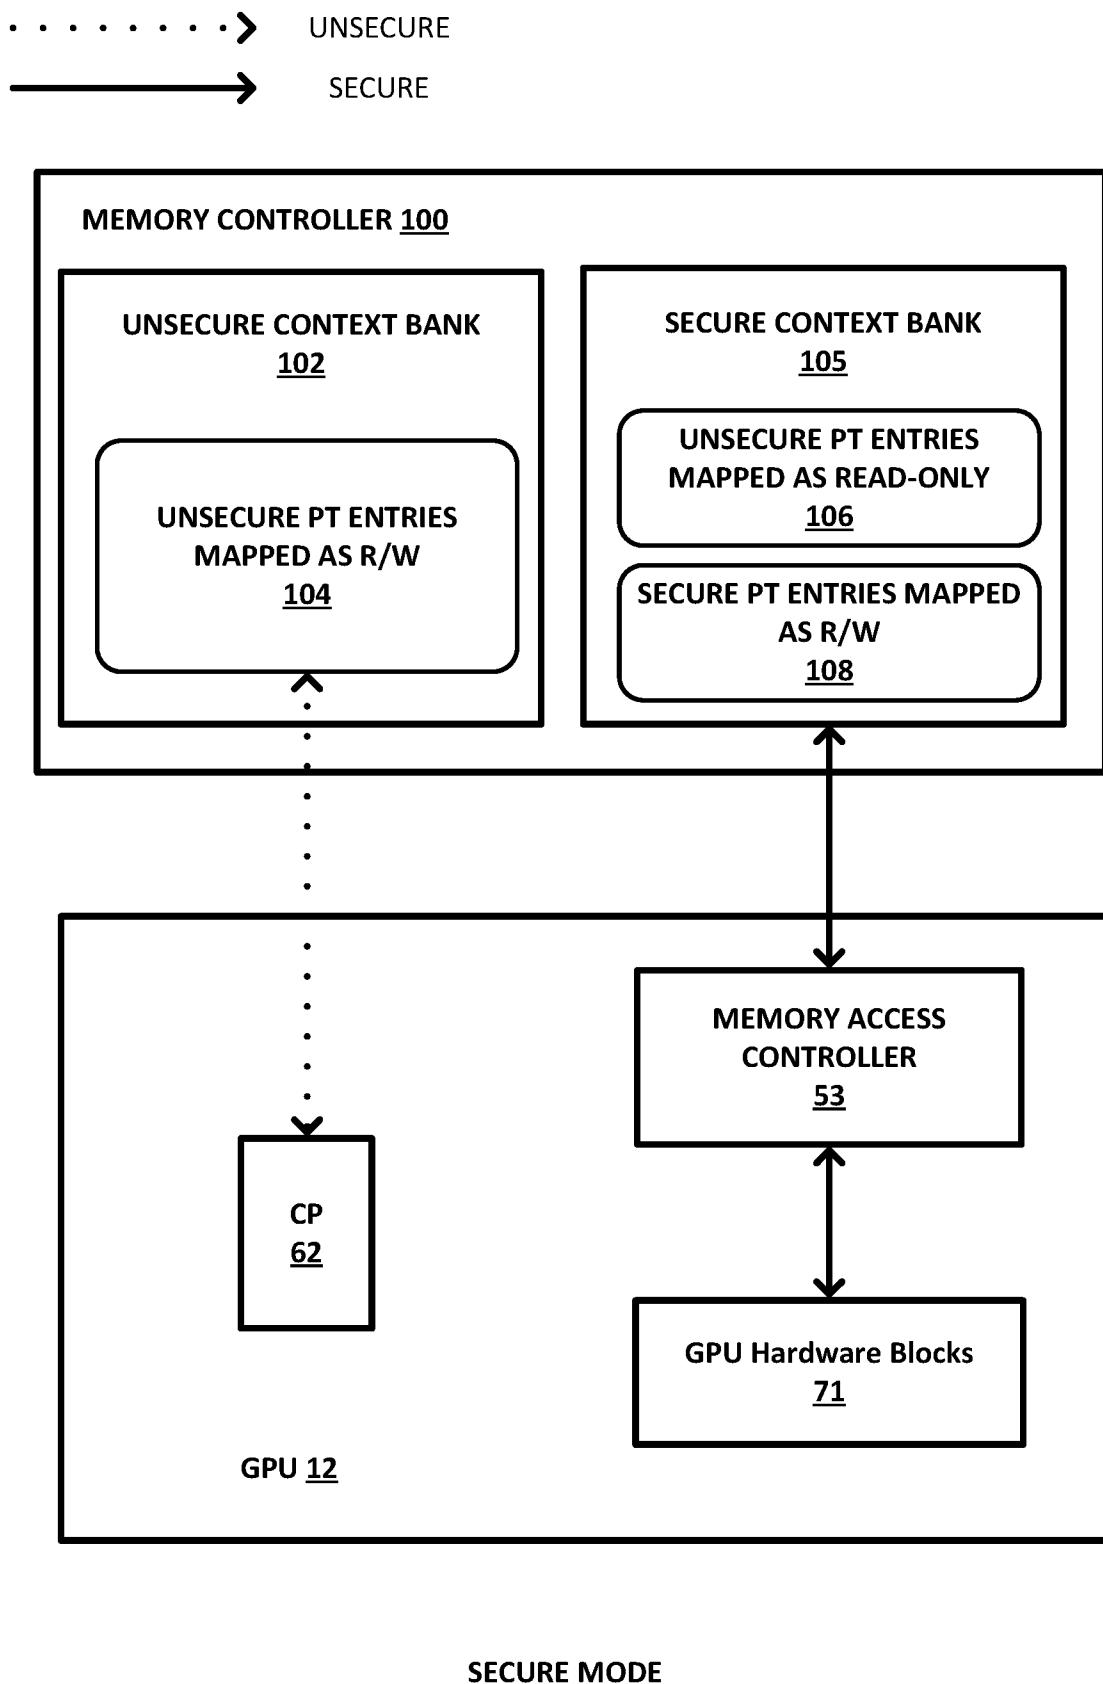 UNSECURE
SECURE
MEMORY CONTROLLER 100
UNSECURE CONTEXT BANK
102
UNSECURE PT ENTRIES
MAPPED AS R/W
104
SECURE CONTEXT BANK
105
UNSECURE PT ENTRIES
MAPPED AS READ-ONLY
106
SECURE PT ENTRIES MAPPED
AS R/W
108
MEMORY ACCESS
CONTROLLER
53
CP
62
GPU Hardware Blocks
71
GPU 12
SECURE MODE